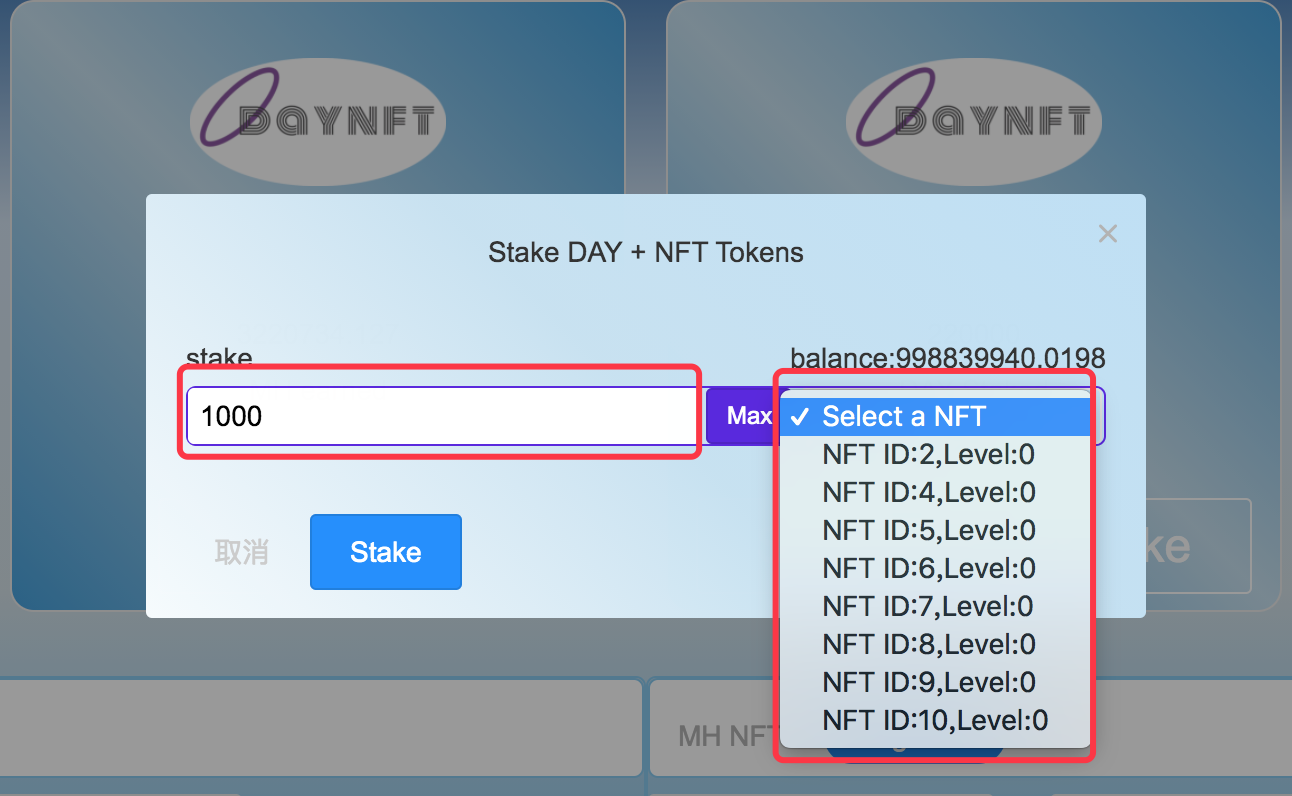 DAYNFT
DAYNFT
Stake DAY + NFT Tokens
×
stake
balance:998839940.0198
1000
Max
✓ Select a NFT
NFT ID:2,Level:0
NFT ID:4,Level:0
NFT ID:5,Level:0
NFT ID:6,Level:0
NFT ID:7,Level:0
NFT ID:8,Level:0
NFT ID:9,Level:0
NFT ID:10,Level:0
取消
Stake
ke
MH NFT